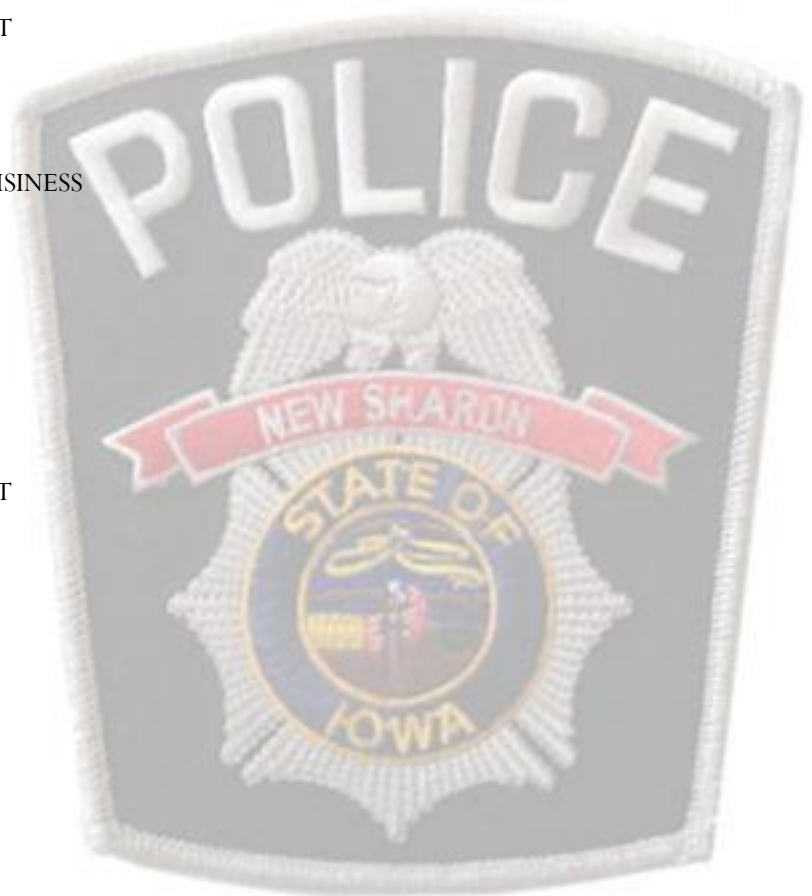 T
POLICE
ISINESS
NEW SHARON
T
STATE OF
IOWA